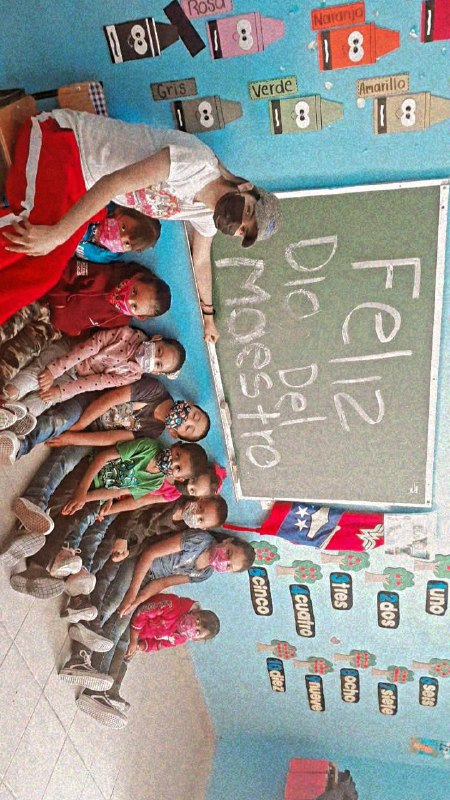 Rosa
Naranja
Gris
Verde
Amarillo
Feliz
Dia Del
Maestro
uno
dos
Tres
cuatro
cinco
seis
siete
ocho
nueve
diez